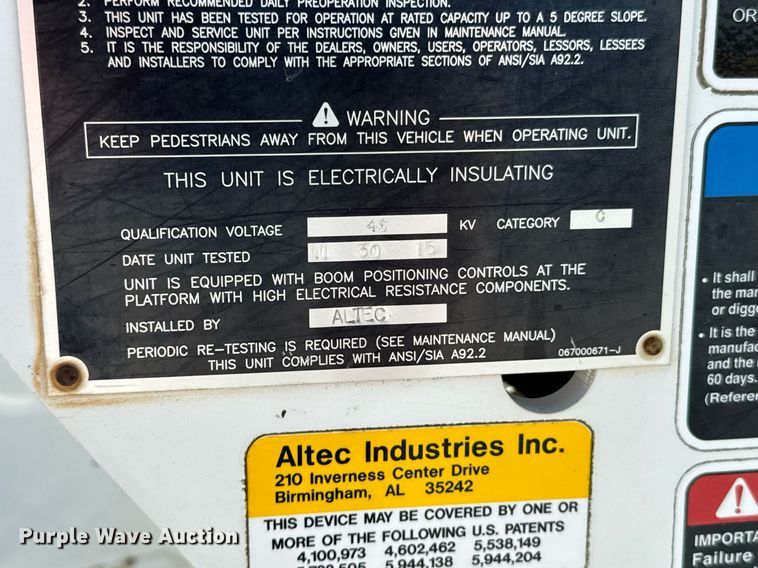 2. PERFORM RECOMMENDED DAILY PREOPERATION INSPECTION.
3. THIS UNIT HAS BEEN TESTED FOR OPERATION AT RATED CAPACITY UP TO A 5 DEGREE SLOPE.
4. INSPECT AND SERVICE UNIT PER INSTRUCTIONS GIVEN IN MAINTENANCE MANUAL.
5. IT IS THE RESPONSIBILITY OF THE DEALERS, OWNERS, USERS, OPERATORS, LESSORS, LESSEES
AND INSTALLERS TO COMPLY WITH THE APPROPRIATE SECTIONS OF ANSI/SIA A92.2.
WARNING
KEEP PEDESTRIANS AWAY FROM THIS VEHICLE WHEN OPERATING UNIT.
THIS UNIT IS ELECTRICALLY INSULATING
QUALIFICATION VOLTAGE 46 KV CATEGORY C
DATE UNIT TESTED 11 30 15
UNIT IS EQUIPPED WITH BOOM POSITIONING CONTROLS AT THE
PLATFORM WITH HIGH ELECTRICAL RESISTANCE COMPONENTS.
INSTALLED BY ALTEC
PERIODIC RE-TESTING IS REQUIRED (SEE MAINTENANCE MANUAL)
THIS UNIT COMPLIES WITH ANSI/SIA A92.2
067000671-J
Altec Industries Inc.
210 Inverness Center Drive
Birmingham, AL 35242
THIS DEVICE MAY BE COVERED BY ONE OR
MORE OF THE FOLLOWING U.S. PATENTS
4,100,973 4,602,462 5,538,149
5,944,138 5,944,204
OR
• It shall
the mar
or digge
• It is the
manufac
and the
60 days.
(Refere
IMPORTA
Failure
Purple Wave Auction